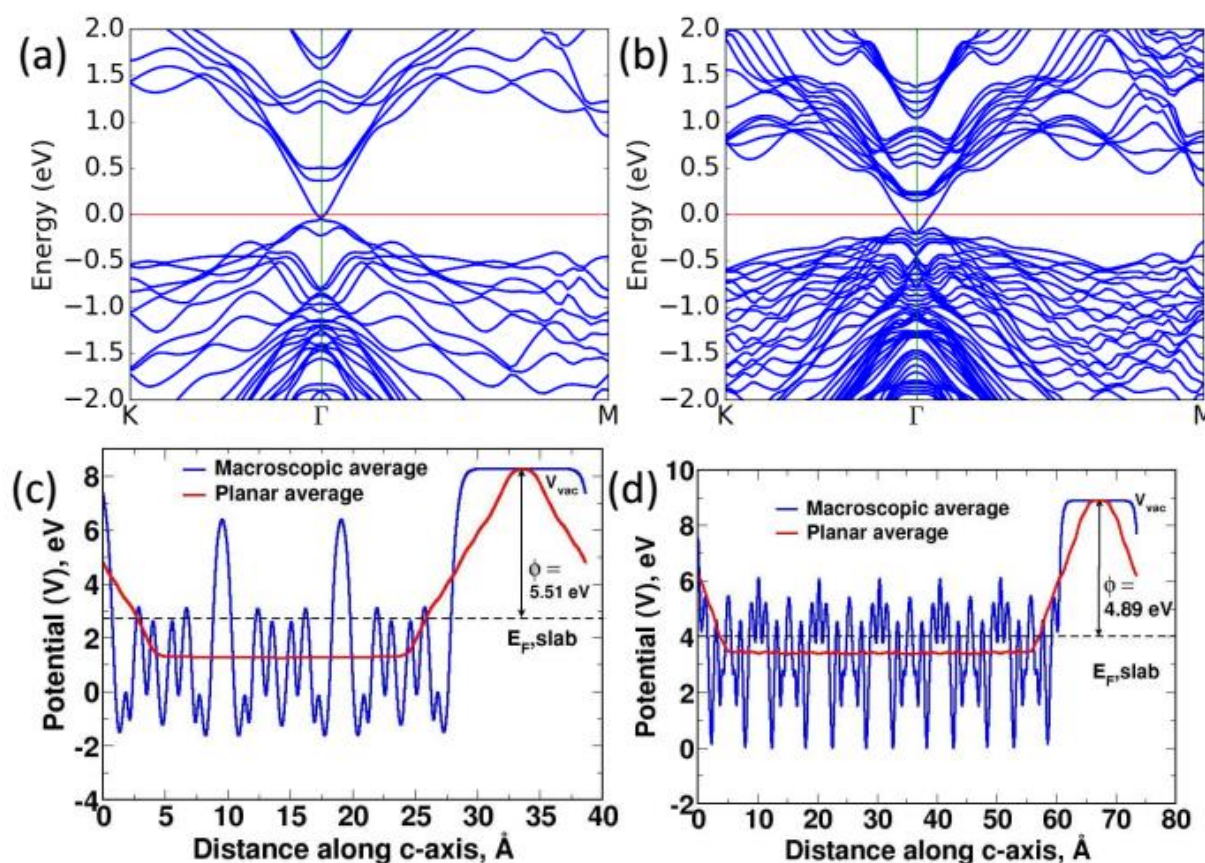 (a)
Energy (eV)
2.0
1.5
1.0
0.5
0.0
−0.5
−1.0
−1.5
−2.0
K
Γ
M
(b)
Energy (eV)
2.0
1.5
1.0
0.5
0.0
−0.5
−1.0
−1.5
−2.0
K
Γ
M
(c)
Potential (V), eV
8
6
4
2
0
-2
-4
Macroscopic average
Planar average
Vvac
ϕ =
5.51 eV
EF,slab
0 5 10 15 20 25 30 35 40
Distance along c-axis, Å
(d)
Potential (V), eV
10
8
6
4
2
0
-2
Macroscopic average
Planar average
Vvac
ϕ =
4.89 eV
EF,slab
0 10 20 30 40 50 60 70 80
Distance along c-axis, Å